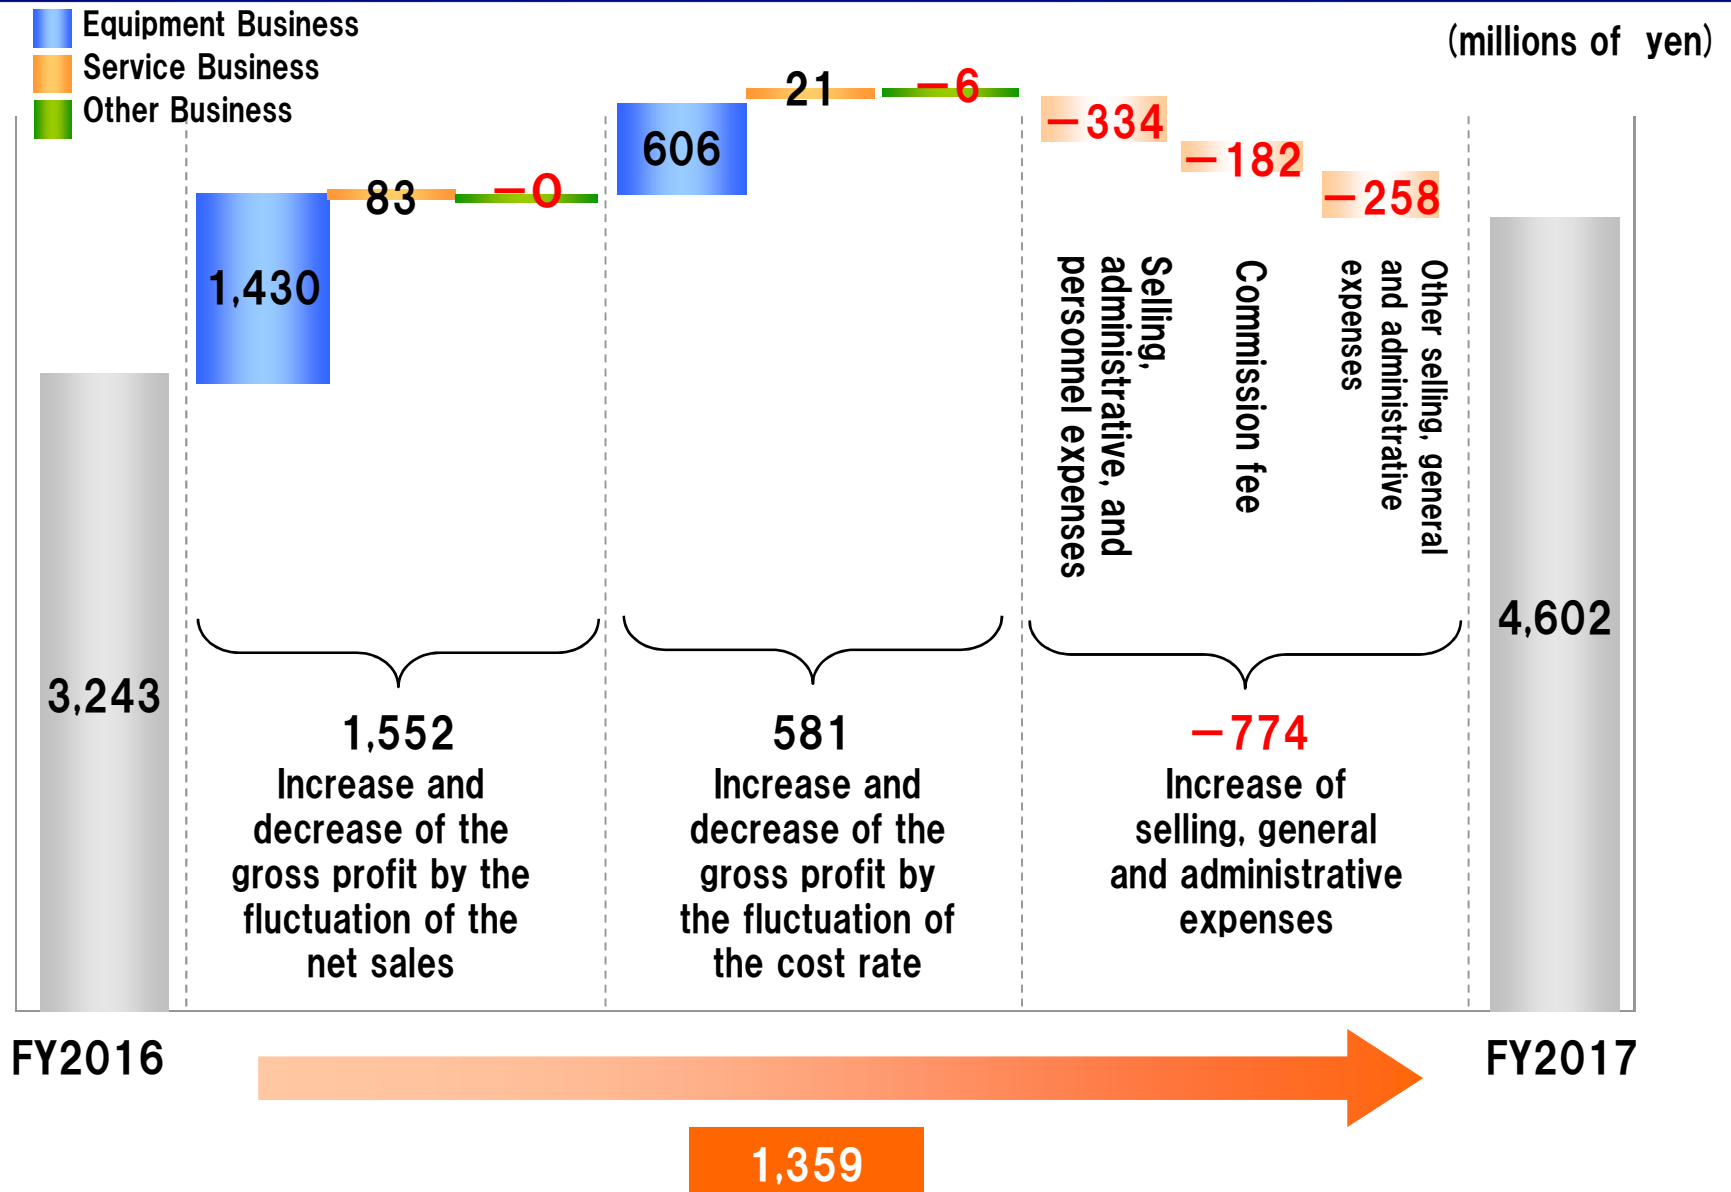 Equipment Business
Service Business
Other Business
(millions of yen)
3,243
1,430
83
−0
606
21
−6
−334
−182
−258
Selling,
administrative, and
personnel expenses
Commission fee
Other selling, general
and administrative
expenses
4,602
1,552
Increase and
decrease of the
gross profit by the
fluctuation of the
net sales
581
Increase and
decrease of the
gross profit by
the fluctuation of
the cost rate
−774
Increase of
selling, general
and administrative
expenses
FY2016
FY2017
1,359